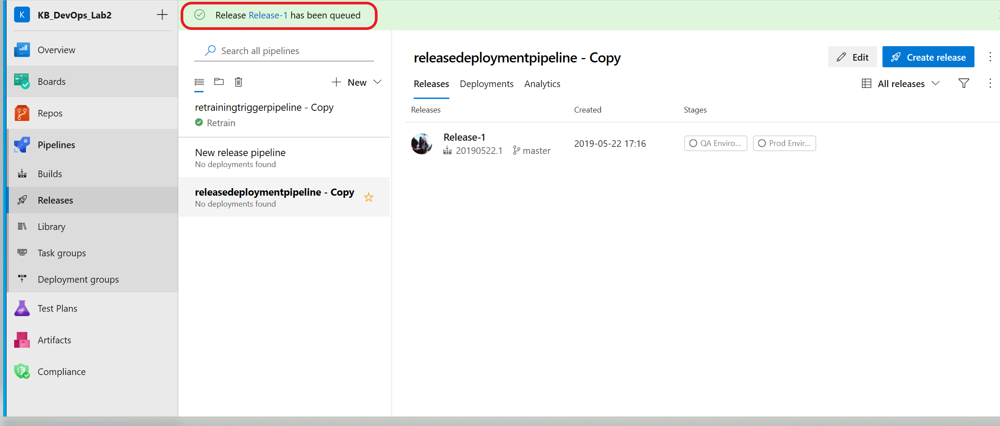 K KB_DevOps_Lab2
Overview
Boards
Repos
Pipelines
Builds
Releases
Library
Task groups
Deployment groups
Test Plans
Artifacts
Compliance
Release Release-1 has been queued
Search all pipelines
New
retrainingtriggerpipeline - Copy
Retrain
New release pipeline
No deployments found
releasedeploymentpipeline - Copy
No deployments found
releasedeploymentpipeline - Copy
Edit
Create release
Releases Deployments Analytics
All releases
Releases Created Stages
Release-1
20190522.1 master
2019-05-22 17:16
QA Enviro...
Prod Envir...